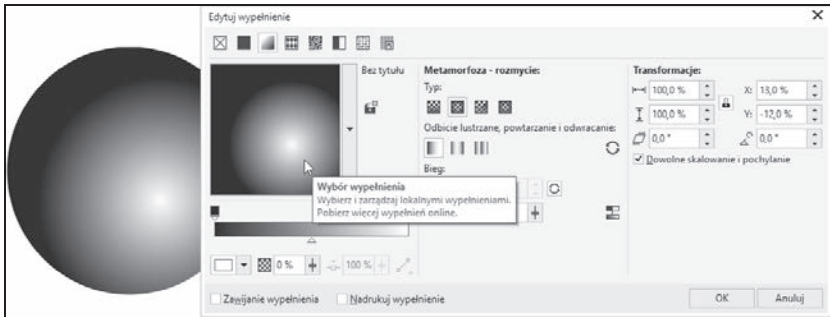 Edytuj wypełnienie
Bez tytułu
Metamorfoza - rozmycie:
Transformacje:
Typ:
100,0 %
X: 13,0 %
100,0 %
Y: -12,0 %
Odbicie lustrzane, powtarzanie i odwracanie:
0,0 °
0,0 °
Dowolne skalowanie i pochylanie
Bieg:
Wybór wypełnienia
Wybierz i zarządzaj lokalnymi wypełnieniami.
Pobierz więcej wypełnień online.
0 %
100 %
Zawijanie wypełnienia
Nadrukuj wypełnienie
OK
Anuluj